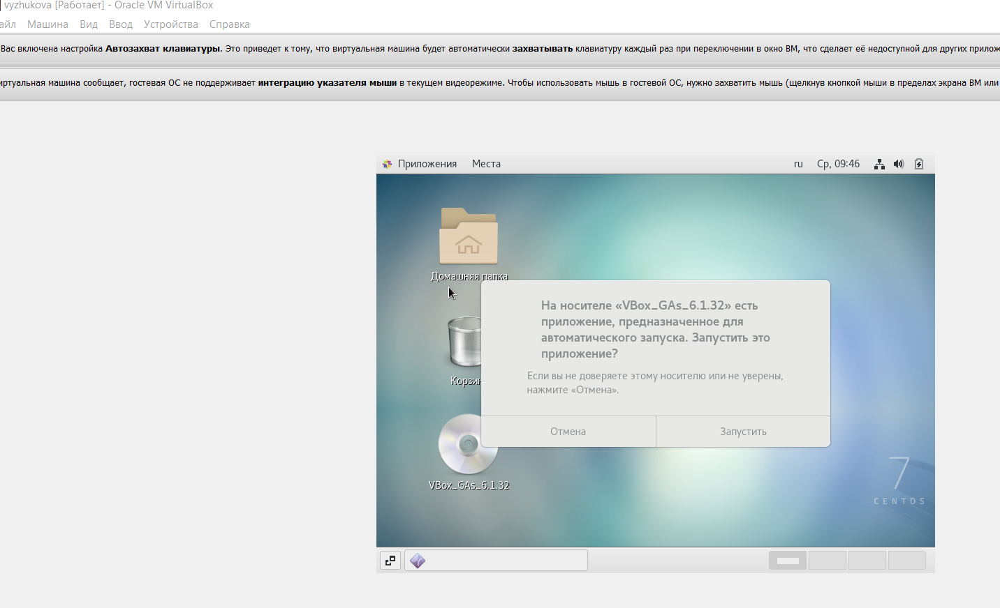 vyzhukova [Работает] - Oracle VM VirtualBox
айл Машина Вид Ввод Устройства Справка
Вас включена настройка Автозахват клавиатуры. Это приведет к тому, что виртуальная машина будет автоматически захватывать клавиатуру каждый раз при переключении в окно ВМ, что сделает её недоступной для других прилож
иртуальная машина сообщает, гостевая ОС не поддерживает интеграцию указателя мыши в текущем видеорежиме. Чтобы использовать мышь в гостевой ОС, нужно захватить мышь (щелкнув кнопкой мыши в пределах экрана ВМ или
Приложения Места ru Ср, 09:46
Домашняя папка
На носителе «VBox_GAs_6.1.32» есть
приложение, предназначенное для
автоматического запуска. Запустить это
приложение?
Корзин
Если вы не доверяете этому носителю или не уверены,
нажмите «Отмена».
Отмена Запустить
VBox_GAs_6.1.32
7
CENTOS